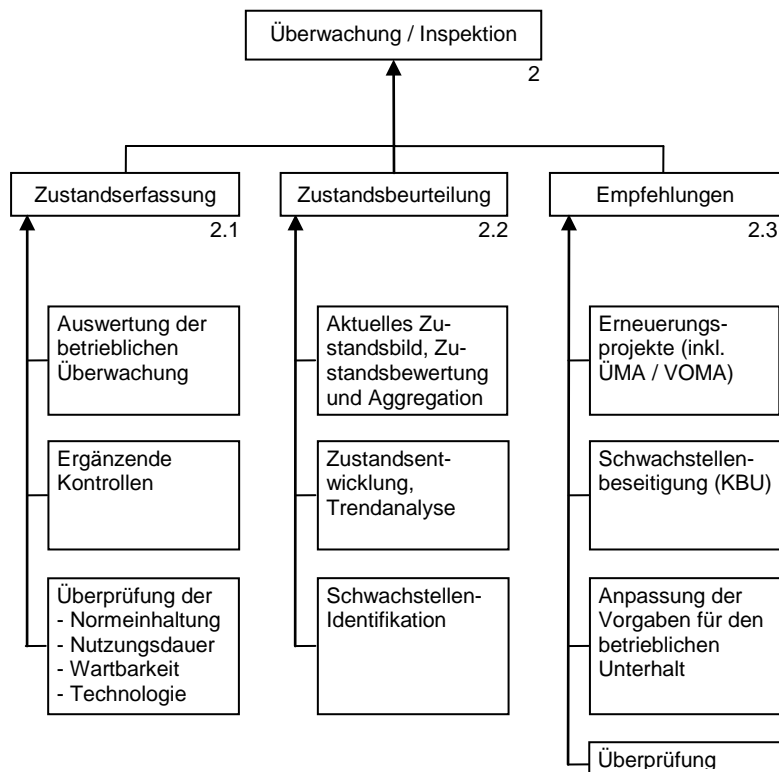 Überwachung / Inspektion
2
Zustandserfassung
2.1
Zustandsbeurteilung
2.2
Empfehlungen
2.3
Auswertung der
betrieblichen
Überwachung
Ergänzende
Kontrollen
Überprüfung der
- Normeinhaltung
- Nutzungsdauer
- Wartbarkeit
- Technologie
Aktuelles Zu-
standsbild, Zu-
standsbewertung
und Aggregation
Zustandsent-
wicklung,
Trendanalyse
Schwachstellen-
Identifikation
Erneuerungs-
projekte (inkl.
ÜMA / VOMA)
Schwachstellen-
beseitigung (KBU)
Anpassung der
Vorgaben für den
betrieblichen
Unterhalt
Überprüfung